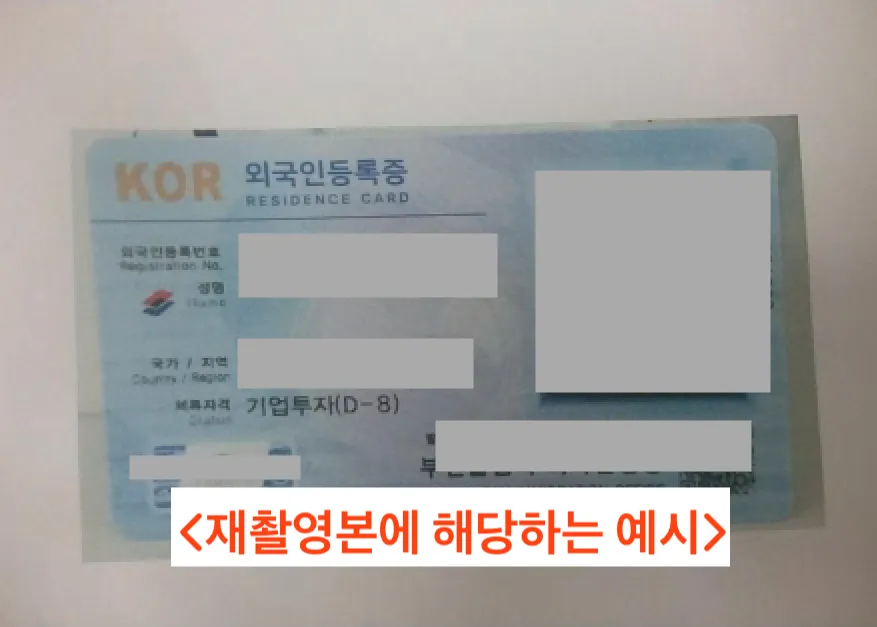 KOR 외국인등록증
RESIDENCE CARD
외국인등록번호
Registration No.
성명
Name
국가 / 지역
Country / Region
체류자격 기업투자(D-8)
Status
<재촬영본에 해당하는 예시>